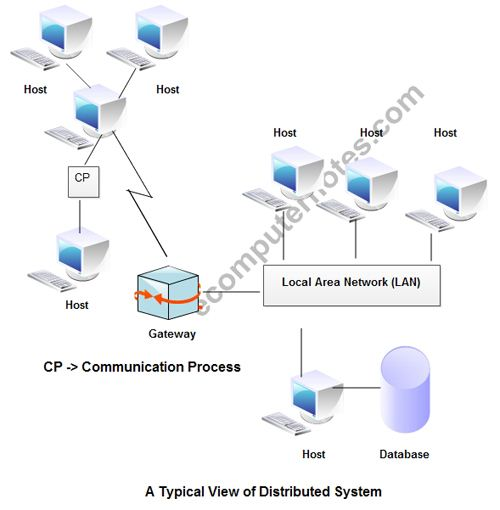 Host
Host
CP
Host
Host
Host
Host
Local Area Network (LAN)
Gateway
CP -> Communication Process
Host
Database
A Typical View of Distributed System
ecomputernotes.com